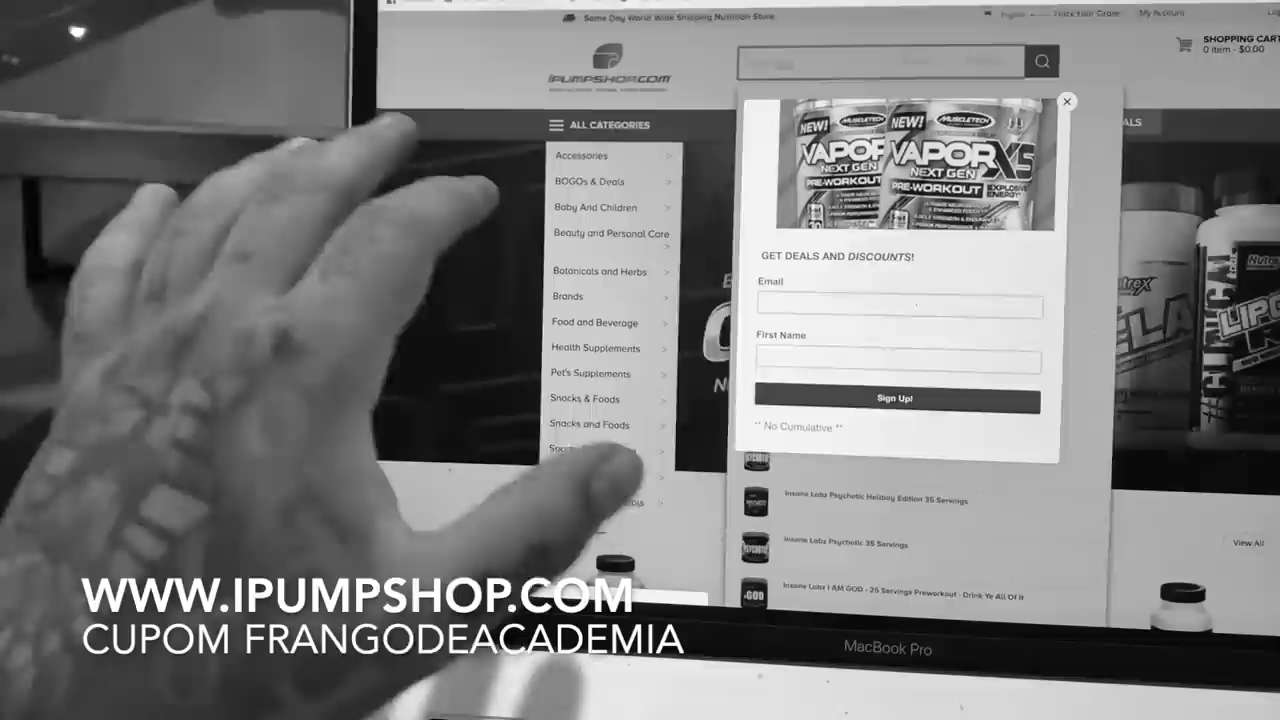 Same Day World Wide Shipping Nutrition Store
My Account
SHOPPING CART
0 item - $0.00
iPUMPSHOP.COM
ALL CATEGORIES
Accessories
BOGOs & Deals
Baby And Children
Beauty and Personal Care
Botanicals and Herbs
Brands
Food and Beverage
Health Supplements
Pet's Supplements
Snacks & Foods
Snacks and Foods
NEW! MUSCLETECH NEW! MUSCLETECH
VAPOR VAPORX5
NEXT GEN NEXT GEN
PRE-WORKOUT PRE-WORKOUT
EXPLOSIVE
ENERGY
GET DEALS AND DISCOUNTS!
Email
First Name
Sign Up!
** No Cumulative **
Insane Labz Psychotic Hellboy Edition 35 Servings
Insane Labz Psychotic 35 Servings
Insane Labz I AM GOD - 25 Servings Preworkout - Drink Ye All Of It
View All
WWW.IPUMPSHOP.COM
CUPOM FRANGODEACADEMIA
MacBook Pro